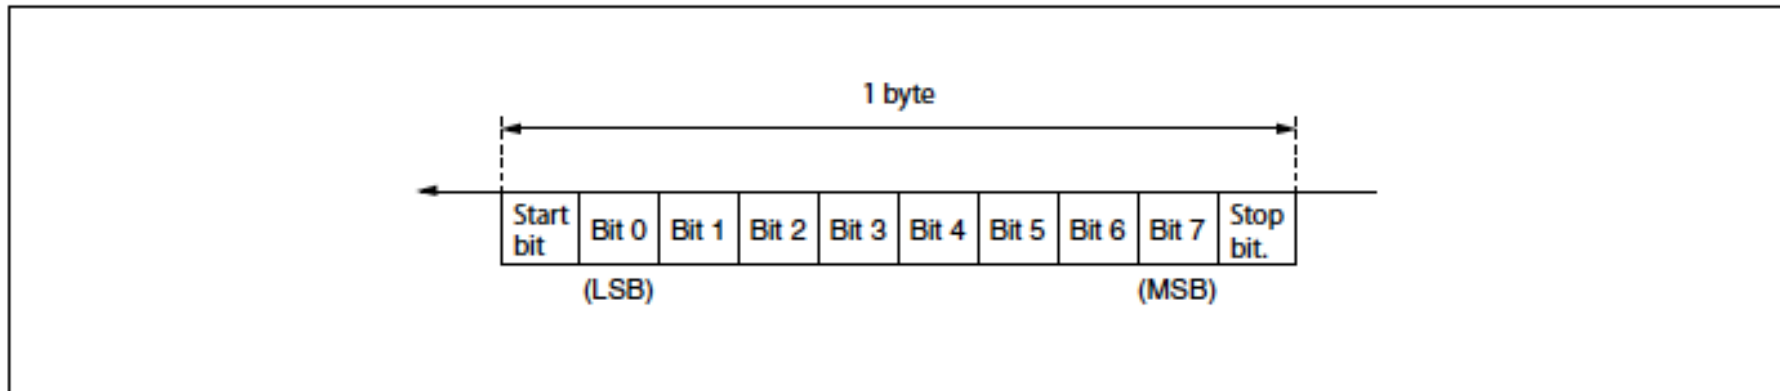 1 byte
Start bit Bit 0 Bit 1 Bit 2 Bit 3 Bit 4 Bit 5 Bit 6 Bit 7 Stop bit.
(LSB) (MSB)